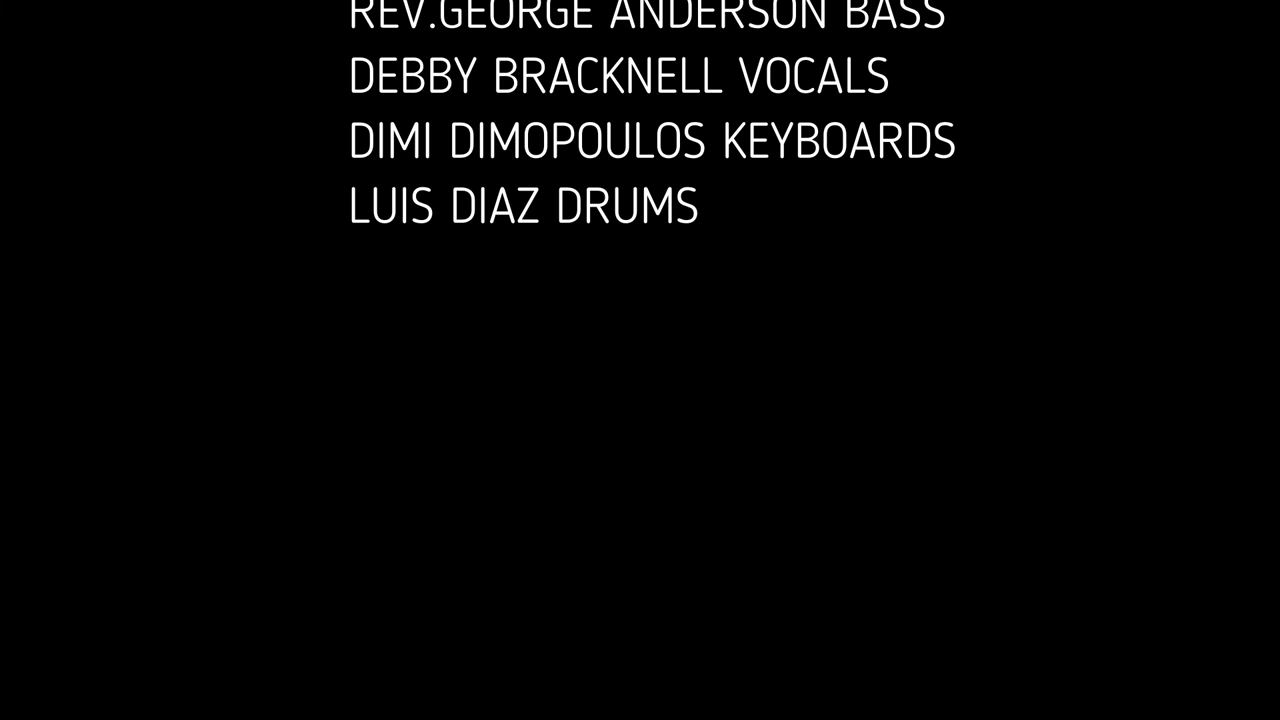 REV.GEORGE ANDERSON BASS
DEBBY BRACKNELL VOCALS
DIMI DIMOPOULOS KEYBOARDS
LUIS DIAZ DRUMS